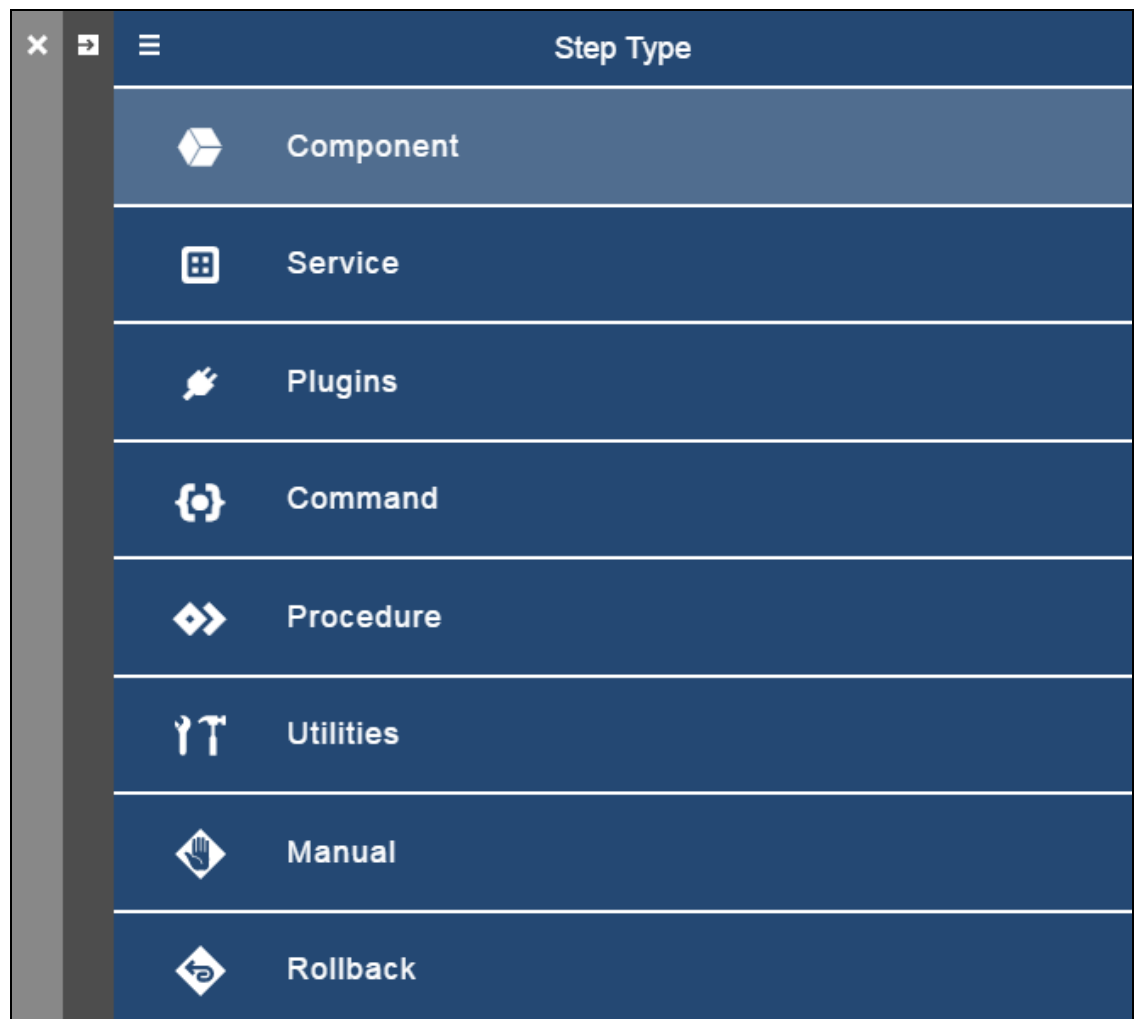 Step Type
Component
Service
Plugins
Command
Procedure
Utilities
Manual
Rollback